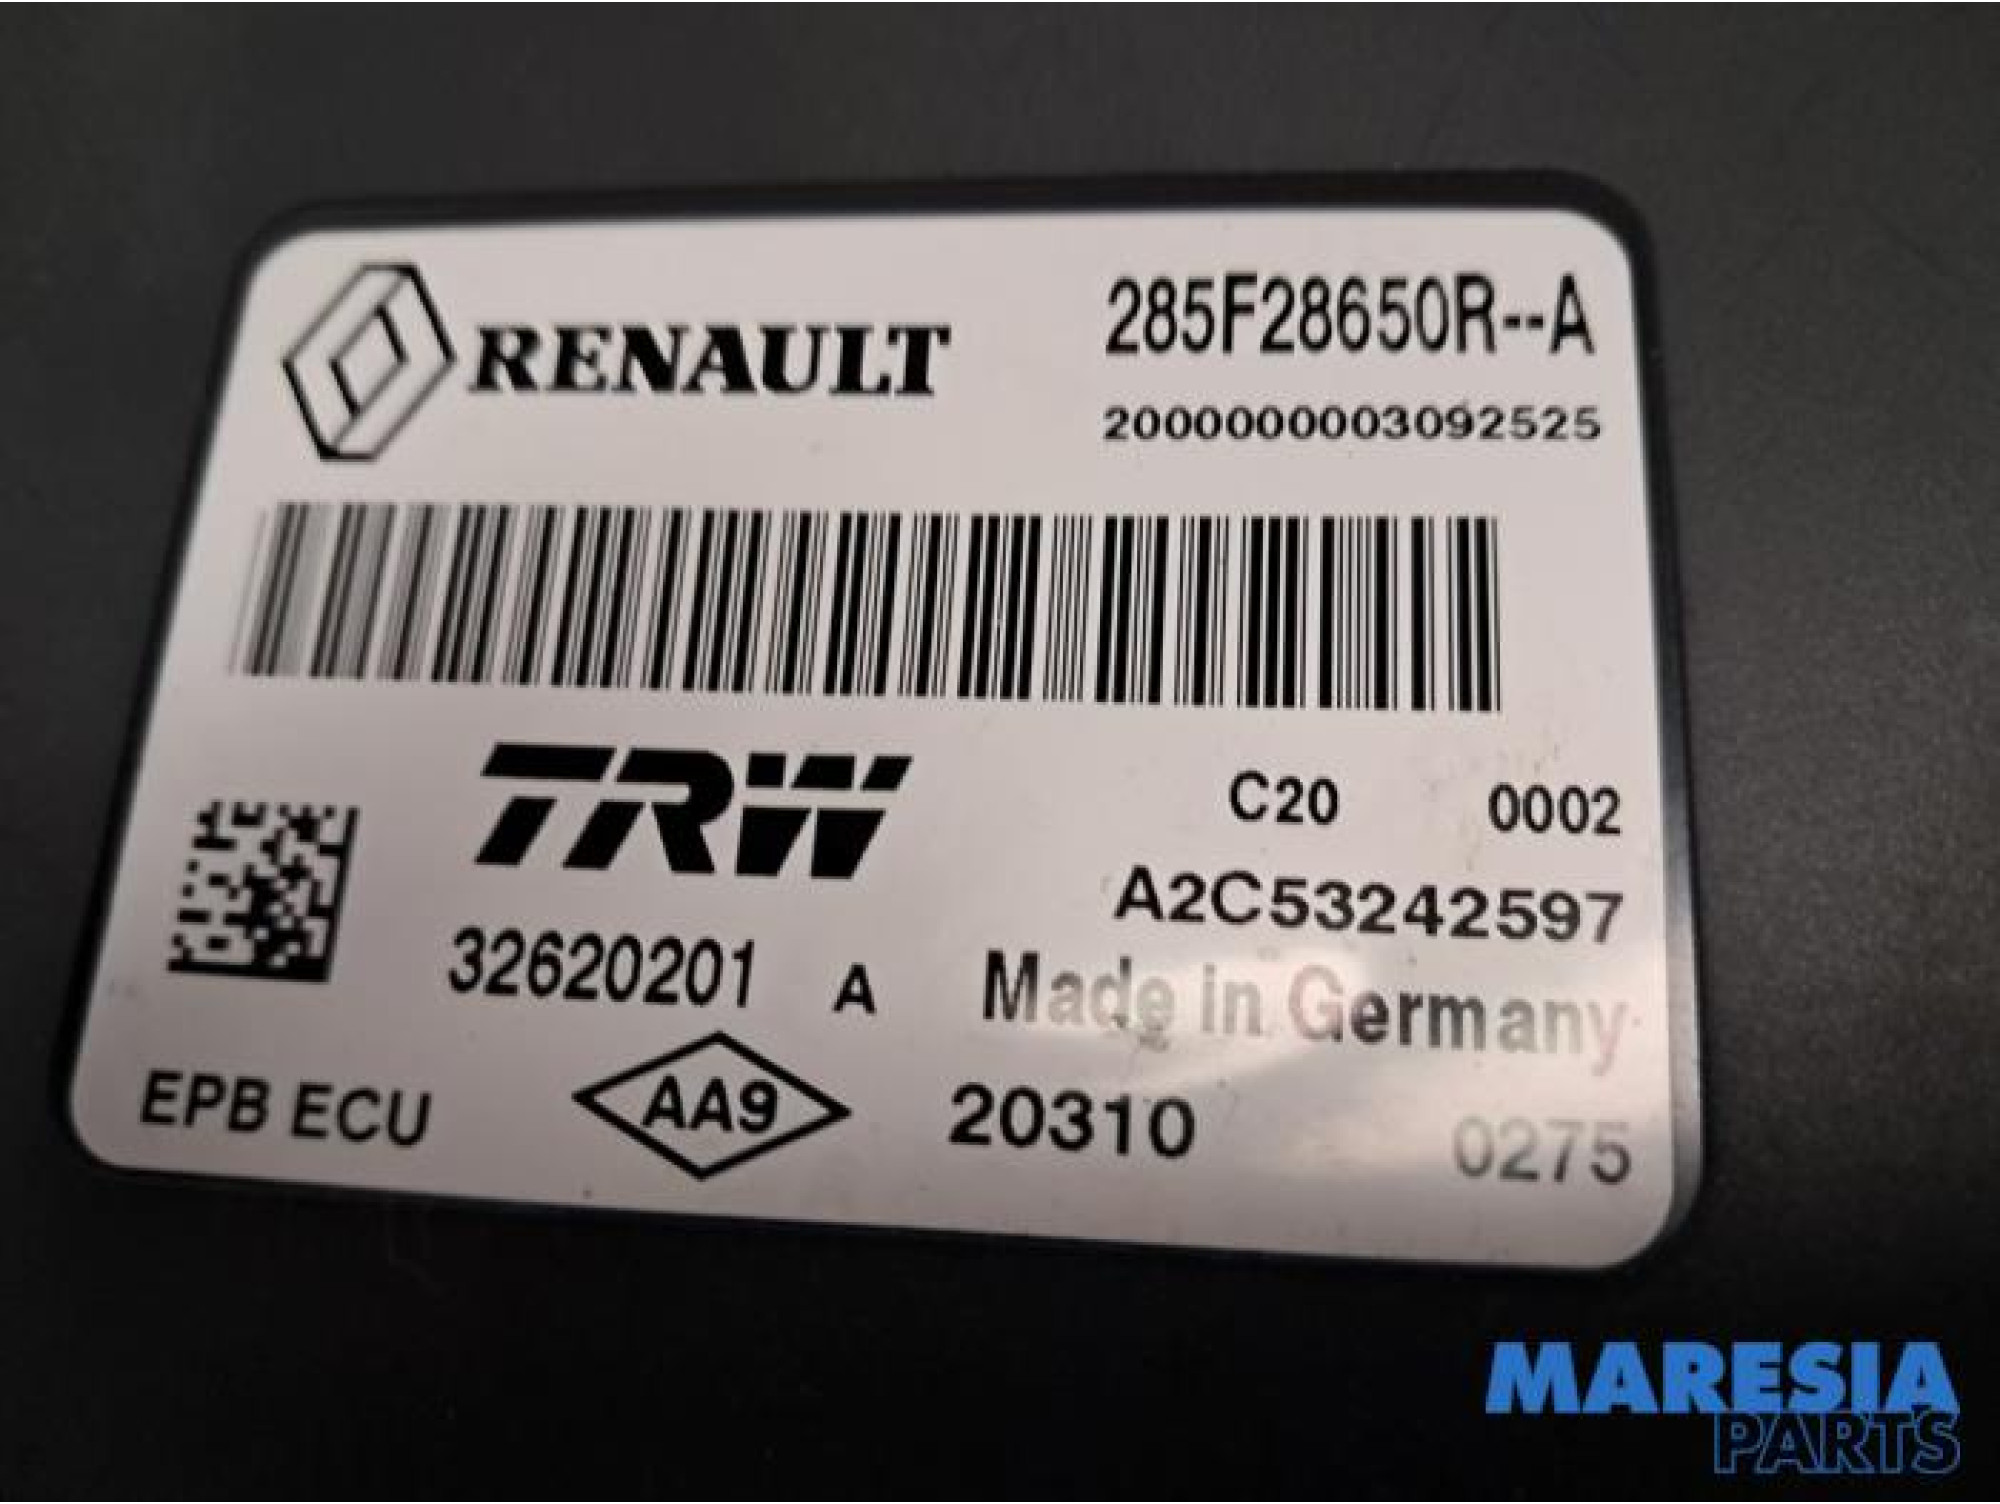 RENAULT
285F28650R--A
2000000003092525
TRW
C20 0002
A2C53242597
32620201 A
Made in Germany
EPB ECU
AA9
20310 0275
MARESIA
PARTS